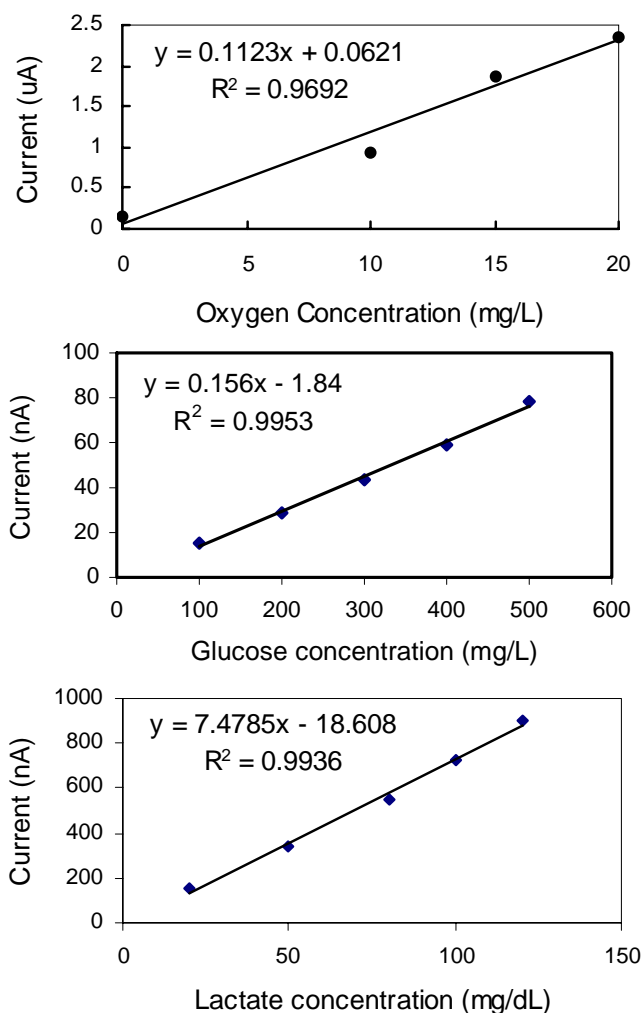 2.5
2
1.5
1
0.5
0
y = 0.1123x + 0.0621
R² = 0.9692
Current (uA)
0 5 10 15 20
Oxygen Concentration (mg/L)
100
80
60
40
20
0
y = 0.156x - 1.84
R² = 0.9953
Current (nA)
0 100 200 300 400 500 600
Glucose concentration (mg/L)
1000
800
600
400
200
0
y = 7.4785x - 18.608
R² = 0.9936
Current (nA)
0 50 100 150
Lactate concentration (mg/dL)